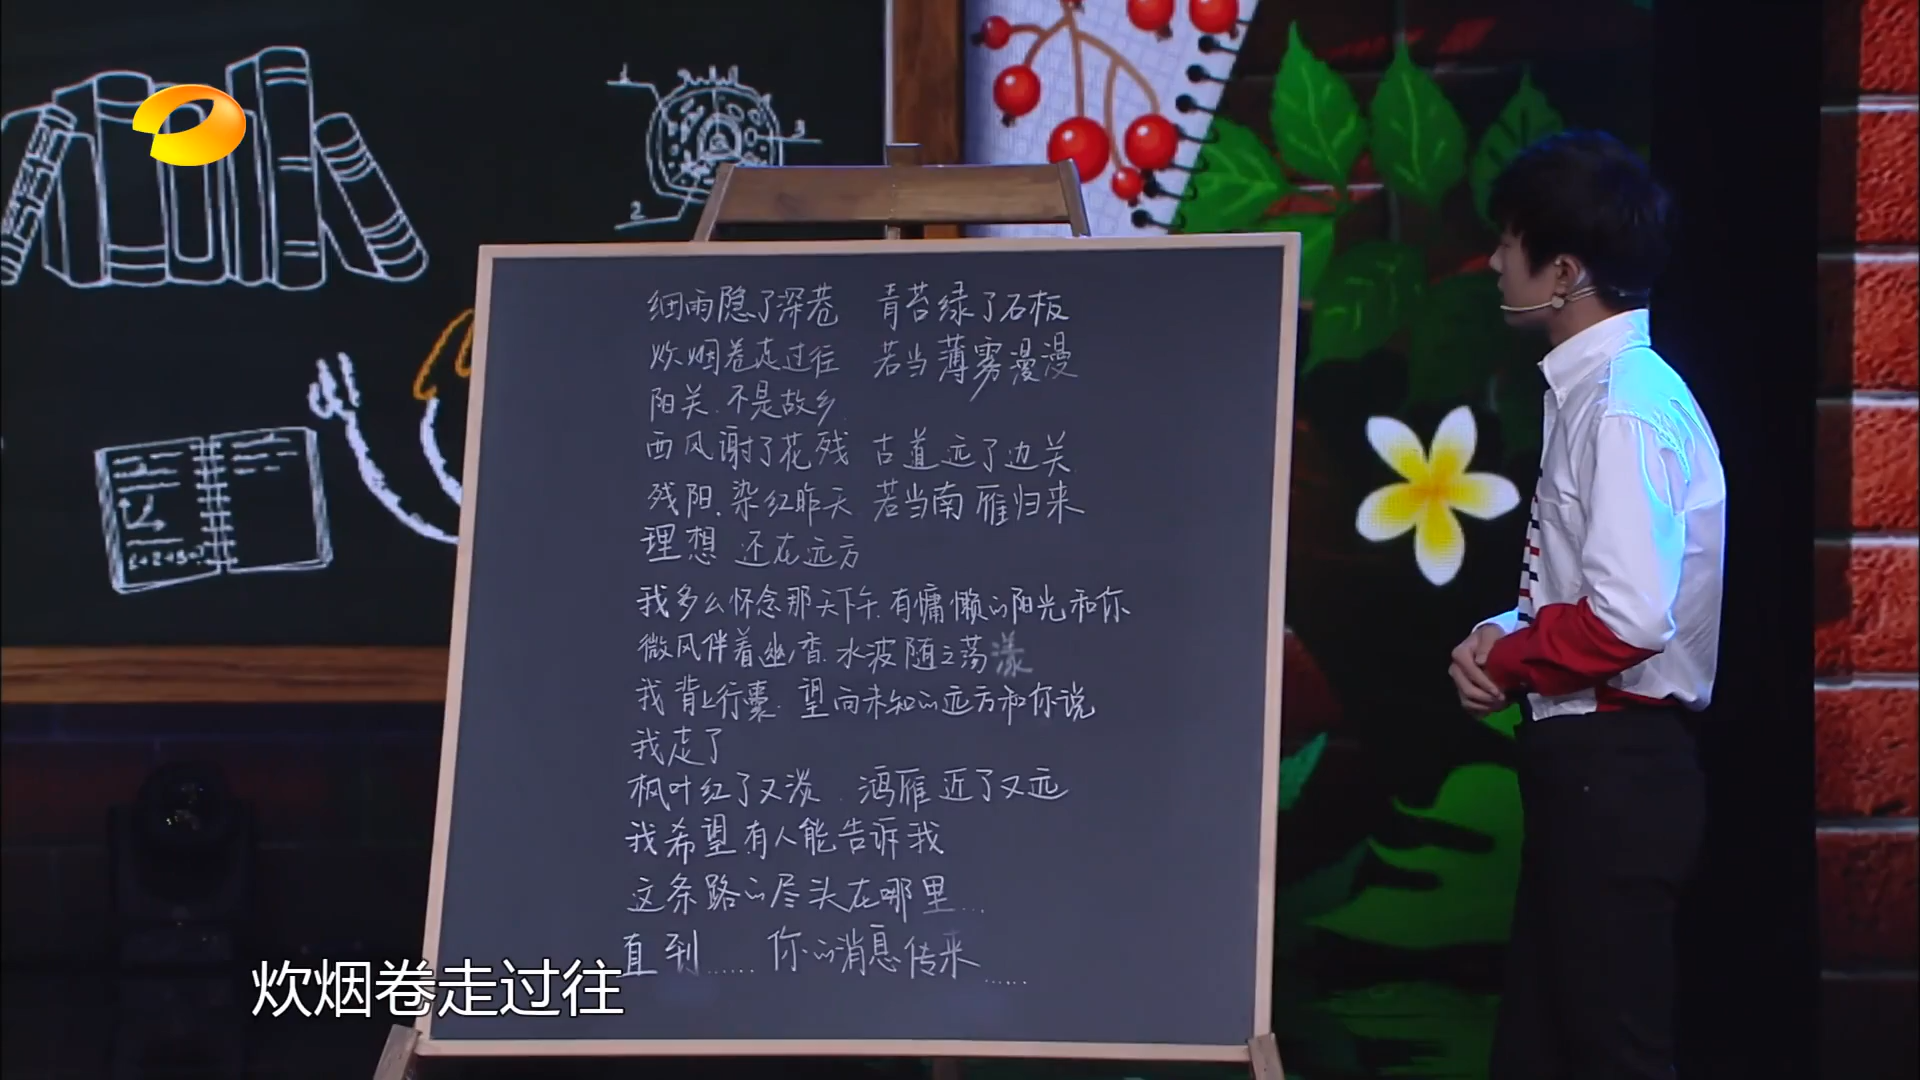 细雨隐了深巷 青苔绿了石板
炊烟卷走过往 若当薄雾漫漫
阳关.不是故乡.
西风谢了花残 古道远了边关
残阳.染红昨天 若当南雁归来
理想 还在远方
我多么怀念那天下午.有慵懒的阳光和你
微风伴着幽香.水波随之荡漾
我背上行囊.望向未知的远方和你说
我走了
枫叶红了又淡.鸿雁近了又远
我希望有人能告诉我
这条路的尽头在哪里...
直到...... 你的消息传来......
炊烟卷走过往
1
3
2
1+2+3=?